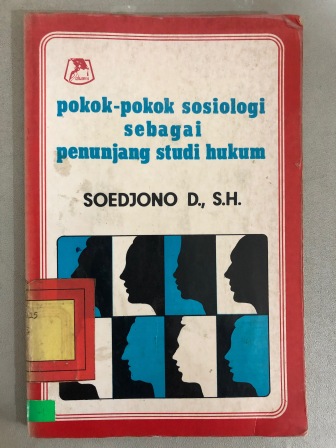 pokok-pokok sosiologi
sebagai
penunjang studi hukum
SOEDJONO D., S.H.